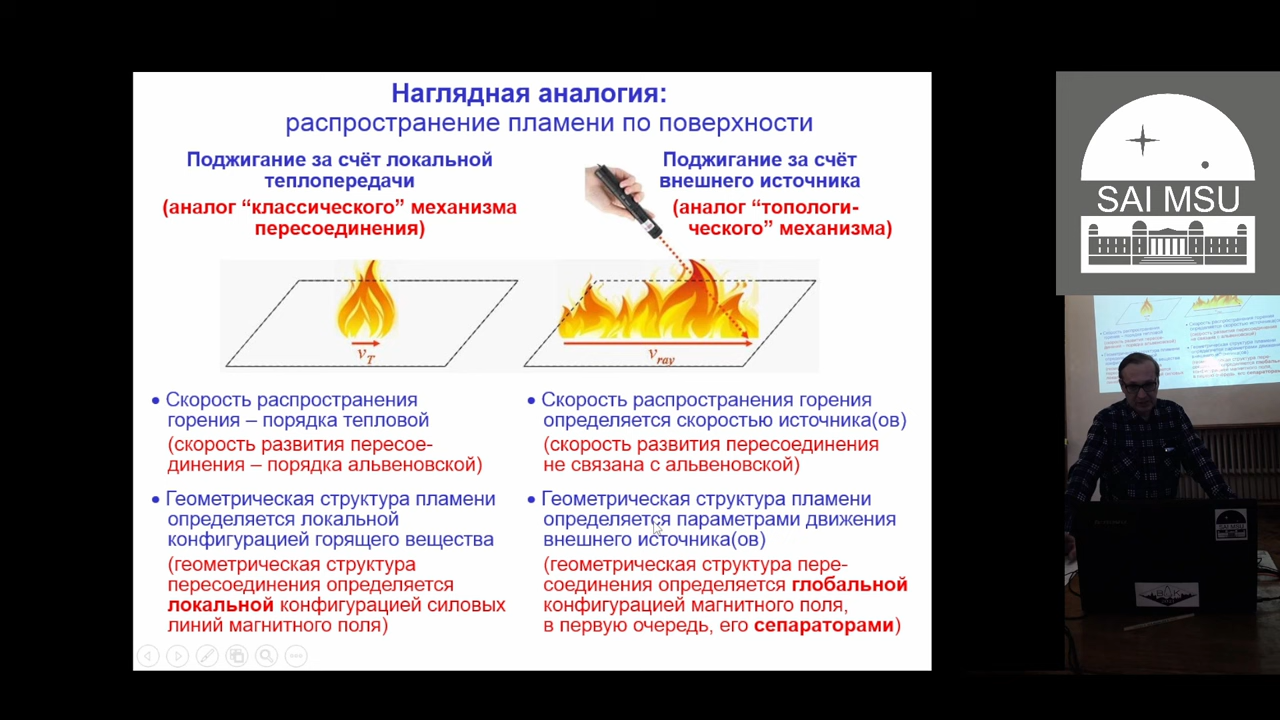 Наглядная аналогия:
распространение пламени по поверхности
Поджигание за счёт локальной
теплопередачи
(аналог “классического” механизма
пересоединения)
v_T
• Скорость распространения
горения – порядка тепловой
(скорость развития пересое-
динения – порядка альвеновской)
• Геометрическая структура пламени
определяется локальной
конфигурацией горящего вещества
(геометрическая структура
пересоединения определяется
локальной конфигурацией силовых
линий магнитного поля)
Поджигание за счёт
внешнего источника
(аналог “топологи-
ческого” механизма)
v_ray
• Скорость распространения горения
определяется скоростью источника(ов)
(скорость развития пересоединения
не связана с альвеновской)
• Геометрическая структура пламени
определяется параметрами движения
внешнего источника(ов)
(геометрическая структура пере-
соединения определяется глобальной
конфигурацией магнитного поля,
в первую очередь, его сепараторами)
SAI MSU
SAI MSU